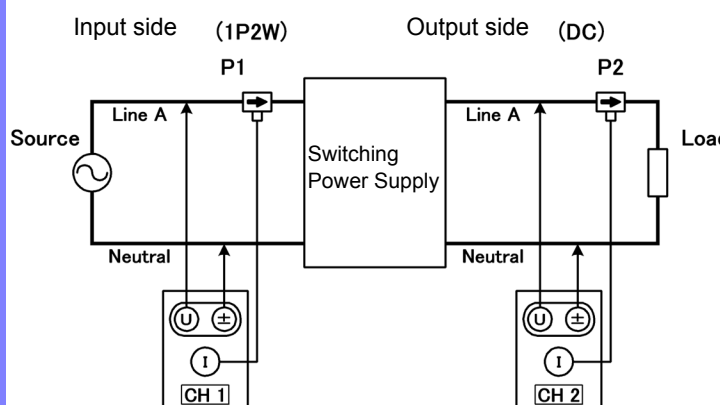 Input side (1P2W)
Output side (DC)
P1
P2
Line A
Line A
Source
Load
Switching
Power Supply
Neutral
Neutral
U ±
U ±
I
I
CH 1
CH 2